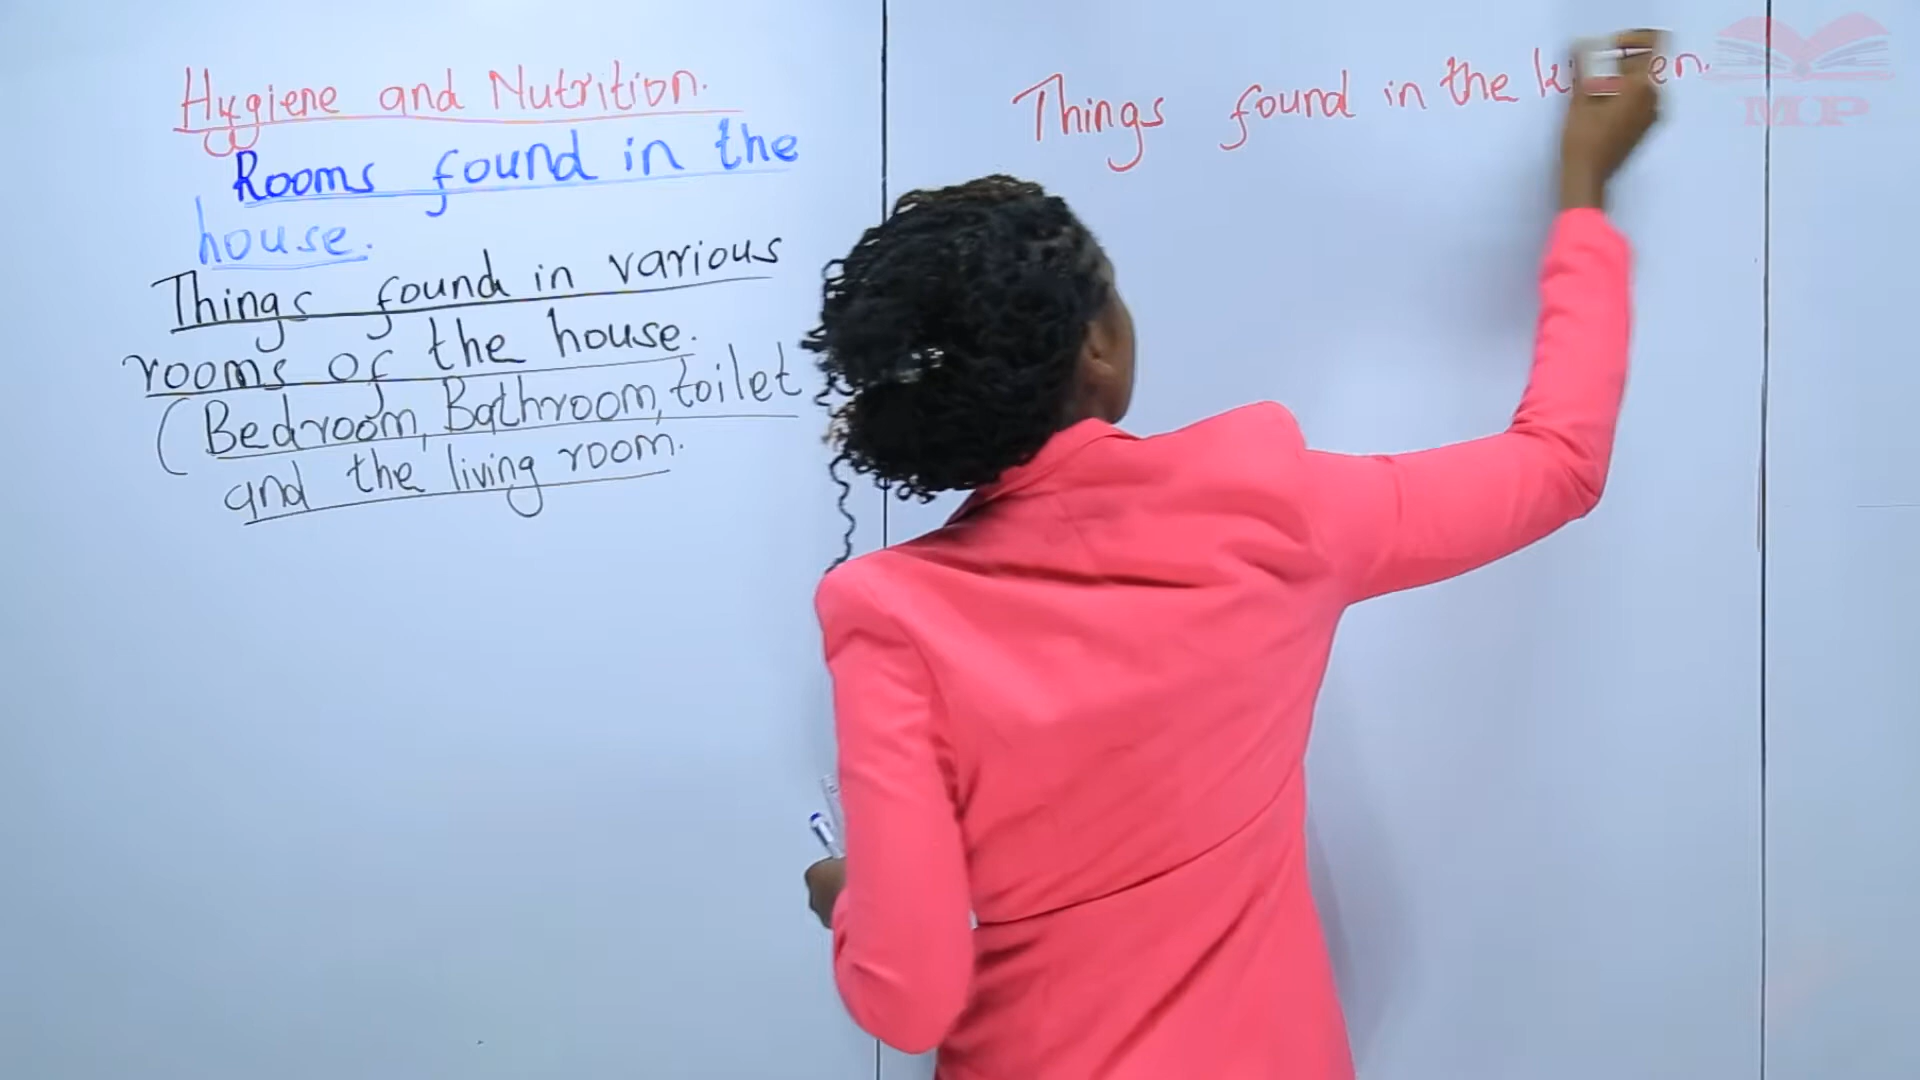 Hygiene and Nutrition.
Rooms found in the
house.
Things found in various
rooms of the house.
(Bedroom, Bathroom, toilet
and the living room.
Things found in the
MP